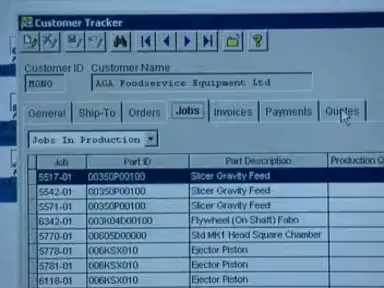 Customer Tracker
Customer ID Customer Name
MONO AGA Foodservice Equipment Ltd
General Ship-To Orders Jobs Invoices Payments Quotes
Jobs In Production
Job Part ID Part Description Production
5517-01 00350P00100 Slicer Gravity Feed
5542-01 00350P00100 Slicer Gravity Feed
5571-01 00350P00100 Slicer Gravity Feed
6342-01 003K04D00100 Flywheel (On Shaft) Fabn
5770-01 00605D00000 Std MK1 Head Square Chamber
5778-01 006KSX010 Ejector Piston
5781-01 006KSX010 Ejector Piston
6118-01 006KSX010 Ejector Piston